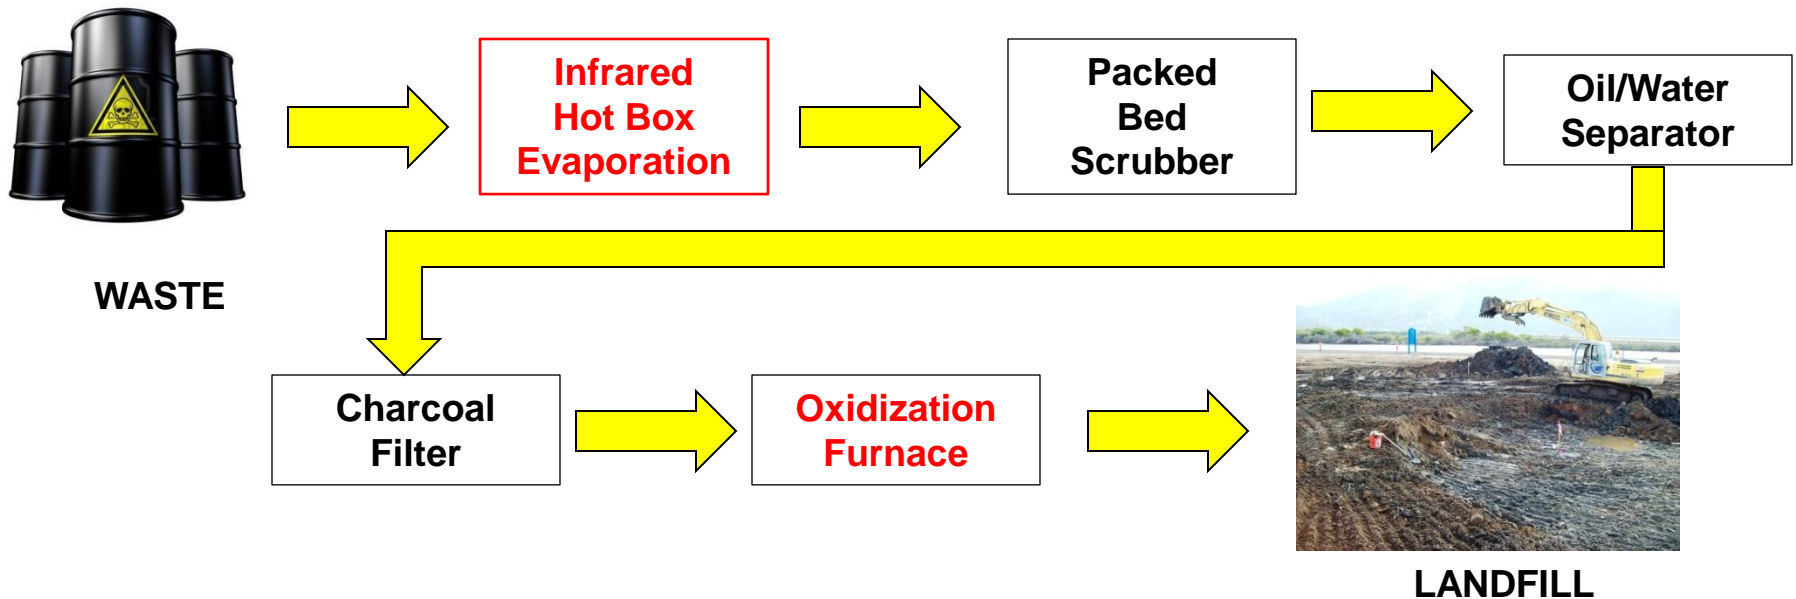 Infrared
Hot Box
Evaporation
Packed
Bed
Scrubber
Oil/Water
Separator
WASTE
Charcoal
Filter
Oxidization
Furnace
LANDFILL